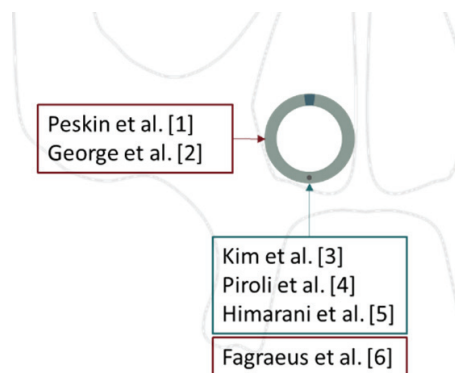 Peskin et al. [1]
George et al. [2]
Kim et al. [3]
Piroli et al. [4]
Himarani et al. [5]
Fagraeus et al. [6]